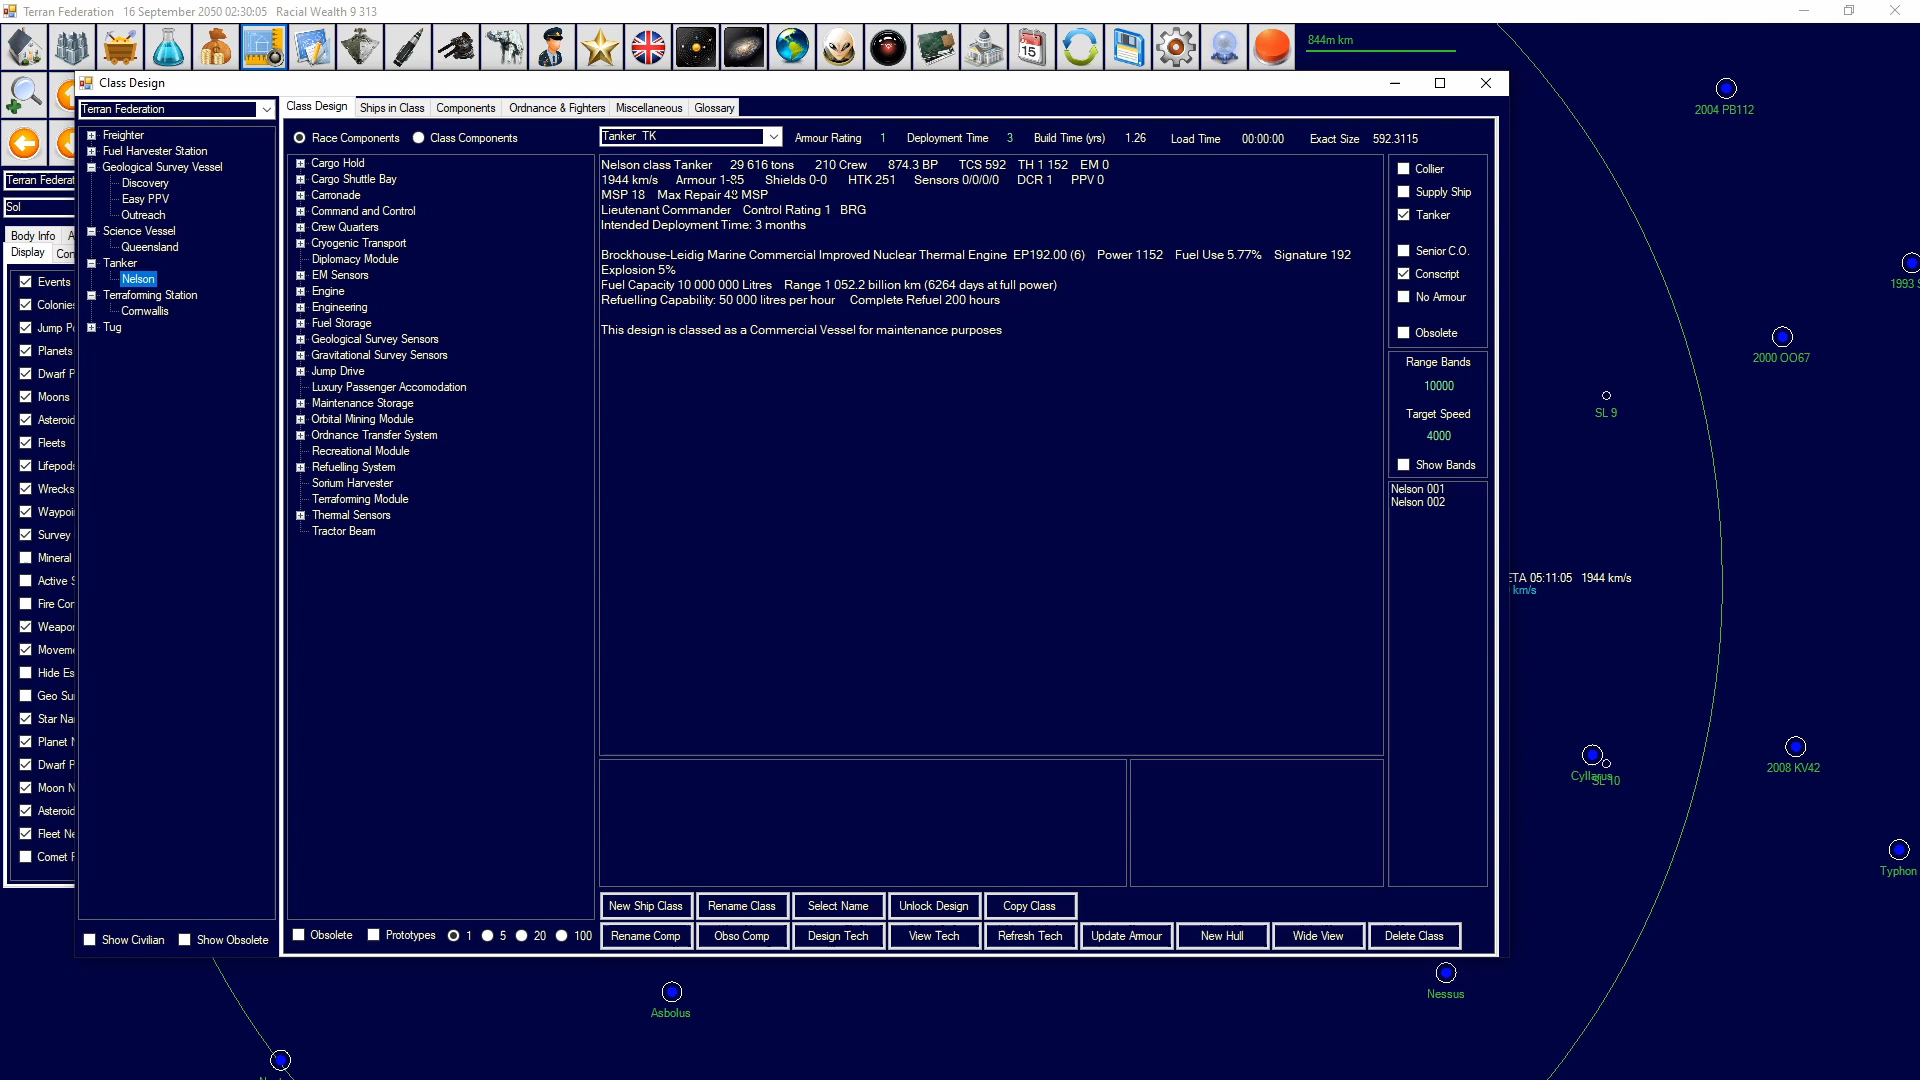 Terran Federation   16 September 2050 02:30:05   Racial Wealth 9 313
844m km
Class Design
Terran Federation
Freighter
Fuel Harvester Station
Geological Survey Vessel
Discovery
Easy PPV
Outreach
Science Vessel
Queensland
Tanker
Nelson
Terraforming Station
Cornwallis
Tug
Show Civilian
Show Obsolete
Terran Federat
Sol
Body Info
Display
Events
Colonies
Planets
Moons
Fleets
Lifepods
Wrecks
Survey
Mineral
Class Design   Ships in Class   Components   Ordnance & Fighters   Miscellaneous   Glossary
Race Components   Class Components
Tanker TK
Armour Rating   1   Deployment Time   3   Build Time (yrs)   1.26   Load Time   00:00:00   Exact Size   592.3115
Cargo Hold
Cargo Shuttle Bay
Carronade
Command and Control
Crew Quarters
Cryogenic Transport
Diplomacy Module
EM Sensors
Engine
Engineering
Fuel Storage
Geological Survey Sensors
Gravitational Survey Sensors
Jump Drive
Luxury Passenger Accomodation
Maintenance Storage
Orbital Mining Module
Ordnance Transfer System
Recreational Module
Refuelling System
Sorium Harvester
Terraforming Module
Thermal Sensors
Tractor Beam
Nelson class Tanker   29 616 tons   210 Crew   874.3 BP   TCS 592   TH 1 152   EM 0
1944 km/s   Armour 1-85   Shields 0-0   HTK 251   Sensors 0/0/0/0   DCR 1   PPV 0
MSP 18   Max Repair 48 MSP
Lieutenant Commander   Control Rating 1   BRG
Intended Deployment Time: 3 months
Brockhouse-Leidig Marine Commercial Improved Nuclear Thermal Engine   EP192.00 (6)   Power 1152   Fuel Use 5.77%   Signature 192
Explosion 5%
Fuel Capacity 10 000 000 Litres   Range 1 052.2 billion km (6264 days at full power)
Refuelling Capability: 50 000 litres per hour   Complete Refuel 200 hours
This design is classed as a Commercial Vessel for maintenance purposes
Collier
Supply Ship
Tanker
Senior C.O.
Conscript
No Armour
Obsolete
Range Bands
10000
Target Speed
4000
Show Bands
Nelson 001
Nelson 002
New Ship Class   Rename Class   Select Name   Unlock Design   Copy Class
Obsolete   Prototypes   1   5   20   100
Rename Comp   Obso Comp   Design Tech   View Tech   Refresh Tech   Update Armour   New Hull   Wide View   Delete Class
2004 PB112
1993 S
2000 OO67
SL 9
ETA 05:11:05   1944 km/s
km/s
Cyllarus
SL 10
2008 KV42
Typhon
Nessus
Asbolus